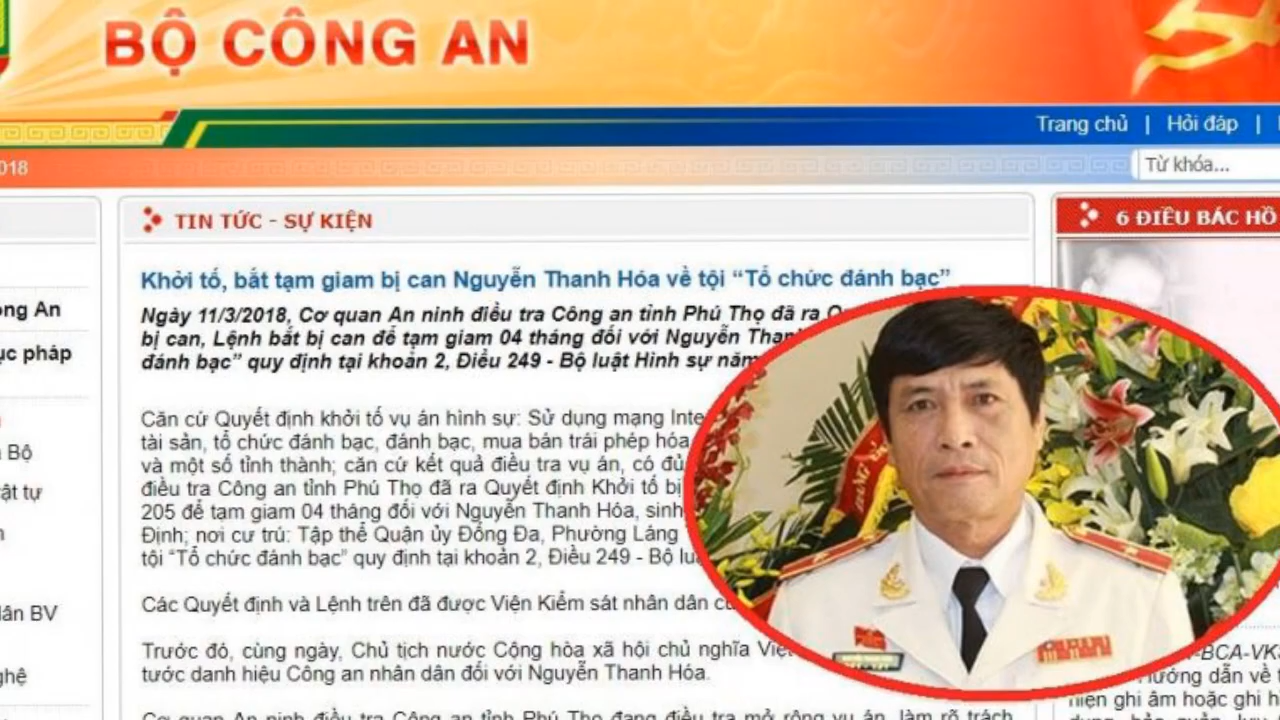 BỘ CÔNG AN
Trang chủ | Hỏi đáp |
018
Từ khóa...
TIN TỨC - SỰ KIỆN
6 ĐIỀU BÁC HỒ
Khởi tố, bắt tạm giam bị can Nguyễn Thanh Hóa về tội “Tổ chức đánh bạc”
Ngày 11/3/2018, Cơ quan An ninh điều tra Công an tỉnh Phú Thọ đã ra
bị can, Lệnh bắt bị can để tạm giam 04 tháng đối với Nguyễn
đánh bạc” quy định tại khoản 2, Điều 249 - Bộ luật Hình sự
Căn cứ Quyết định khởi tố vụ án hình sự: Sử dụng mạng
tài sản, tổ chức đánh bạc, đánh bạc, mua bán trái phép hóa
và một số tỉnh thành; căn cứ kết quả điều tra vụ án, có đủ
điều tra Công an tỉnh Phú Thọ đã ra Quyết định Khởi tố bị
205 để tạm giam 04 tháng đối với Nguyễn Thanh Hóa, sinh
Định; nơi cư trú: Tập thể Quận ủy Đống Đa, Phường Láng
tội “Tổ chức đánh bạc” quy định tại khoản 2, Điều 249 - Bộ
Các Quyết định và Lệnh trên đã được Viện Kiểm sát nhân dân
Trước đó, cùng ngày, Chủ tịch nước Cộng hòa xã hội chủ nghĩa
tước danh hiệu Công an nhân dân đối với Nguyễn Thanh Hóa.
Cơ quan An ninh điều tra Công an tỉnh Phú Thọ đang điều tra mở rộng vụ án, làm rõ trách
ong An
ục pháp
Bộ
ật tự
dân BV
ghệ
-BCA-VK
Hướng dẫn về
hiện ghi âm hoặc ghi